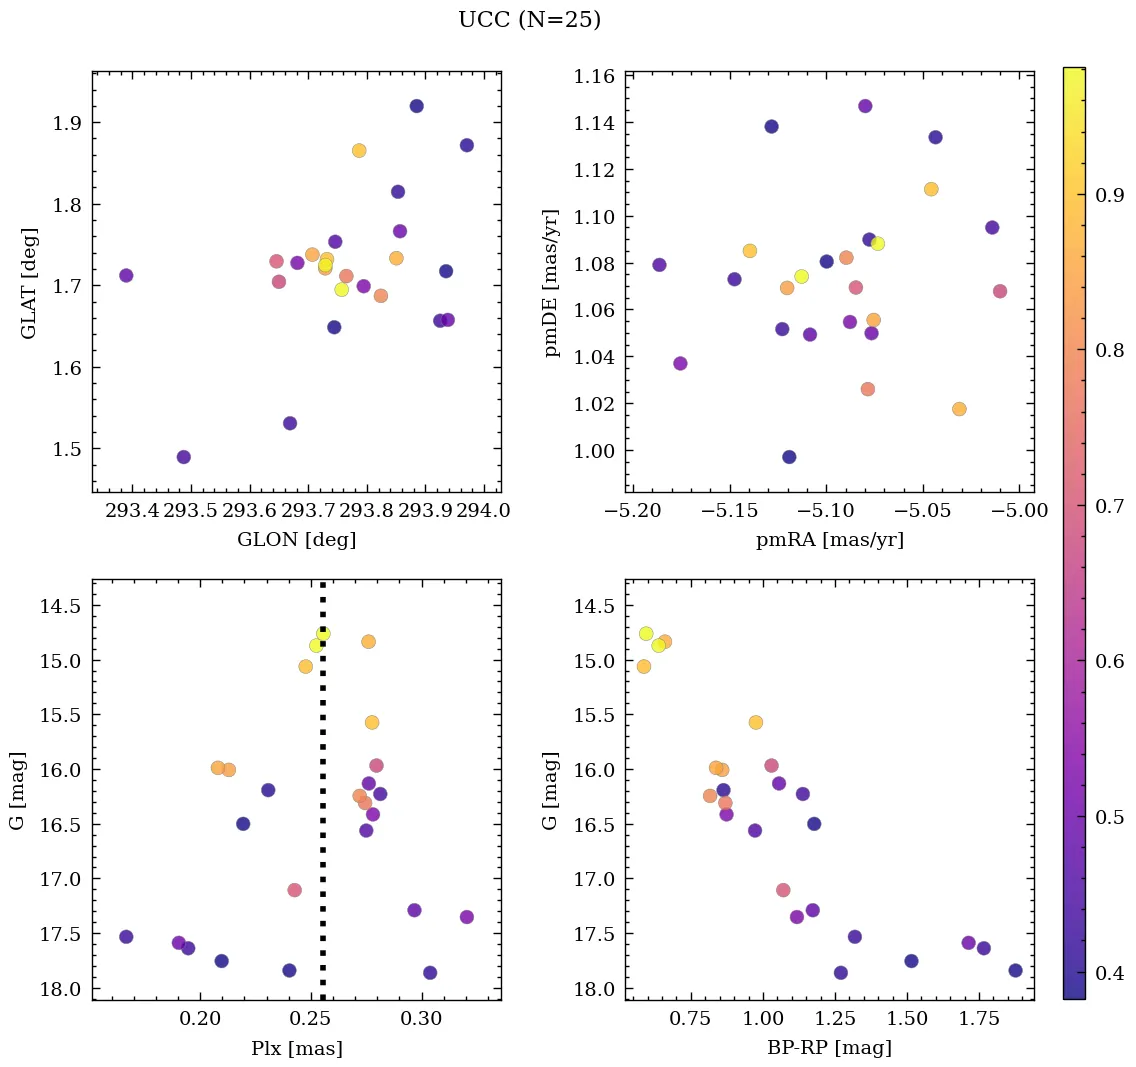 UCC (N=25)
1.9
1.8
1.7
1.6
1.5
GLAT [deg]
293.4 293.5 293.6 293.7 293.8 293.9 294.0
GLON [deg]
1.16
1.14
1.12
1.10
1.08
1.06
1.04
1.02
1.00
pmDE [mas/yr]
−5.20 −5.15 −5.10 −5.05 −5.00
pmRA [mas/yr]
0.9
0.8
0.7
0.6
0.5
0.4
14.5
15.0
15.5
16.0
16.5
17.0
17.5
18.0
G [mag]
0.20 0.25 0.30
Plx [mas]
14.5
15.0
15.5
16.0
16.5
17.0
17.5
18.0
G [mag]
0.75 1.00 1.25 1.50 1.75
BP-RP [mag]